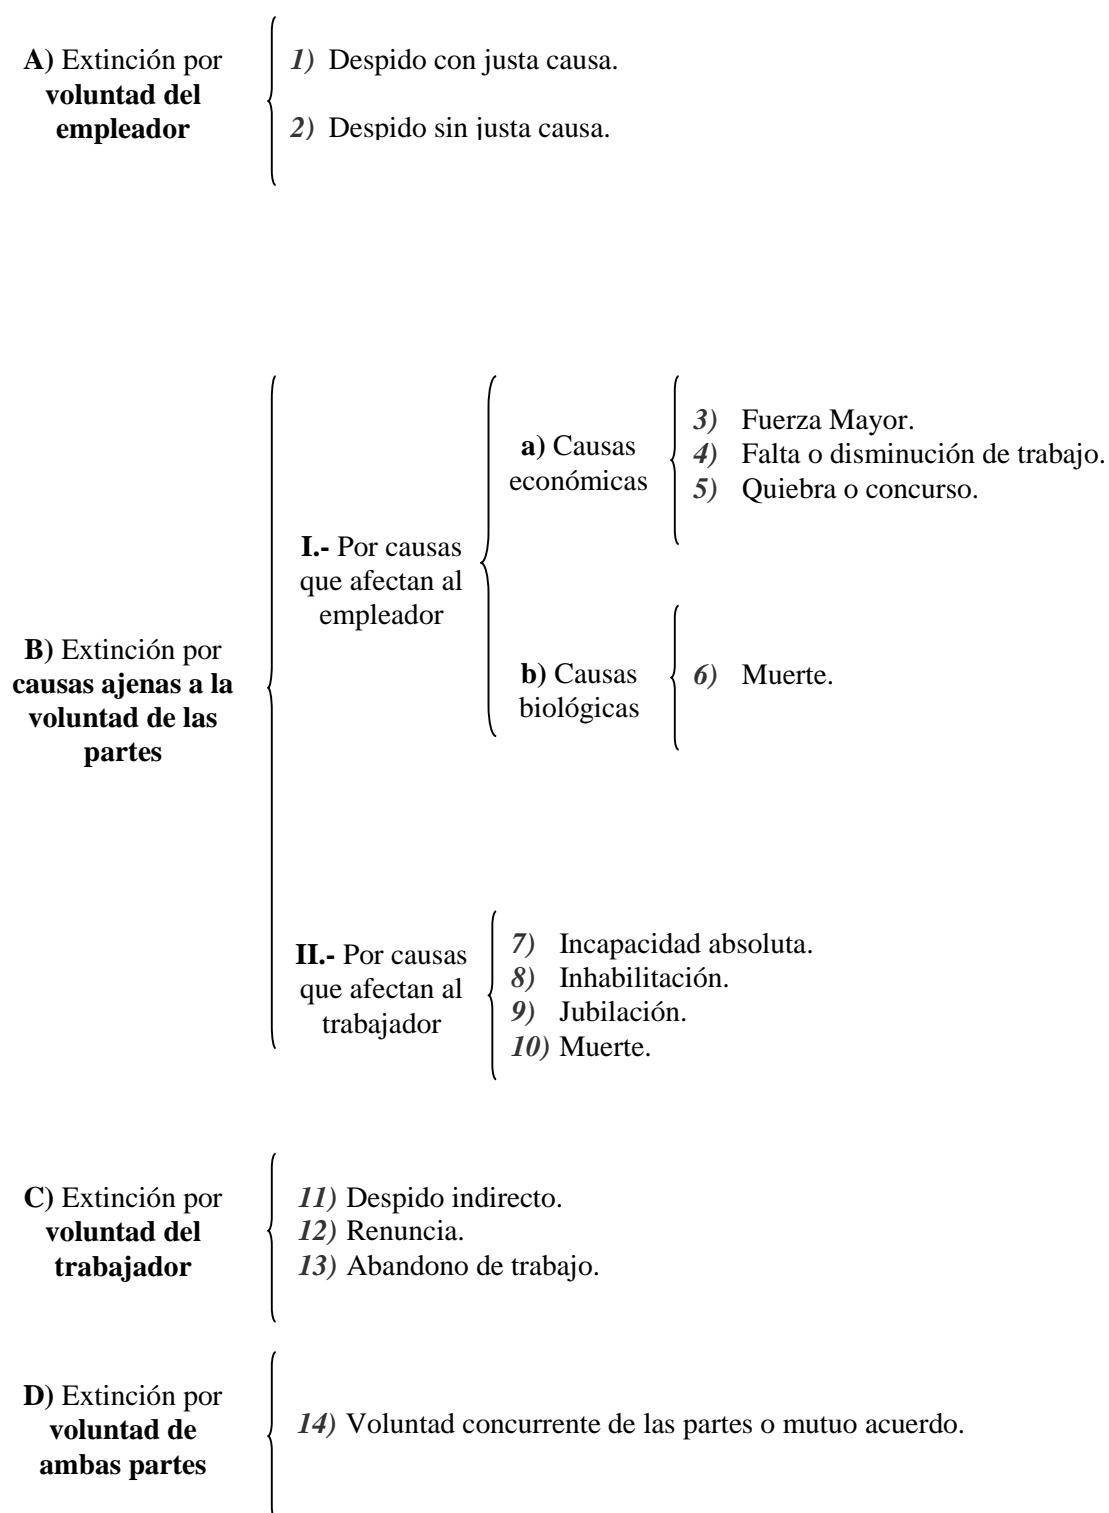 A) Extinción por
voluntad del
empleador
1) Despido con justa causa.
2) Despido sin justa causa.
B) Extinción por
causas ajenas a la
voluntad de las
partes
I.- Por causas
que afectan al
empleador
a) Causas
económicas
3) Fuerza Mayor.
4) Falta o disminución de trabajo.
5) Quiebra o concurso.
b) Causas
biológicas
6) Muerte.
II.- Por causas
que afectan al
trabajador
7) Incapacidad absoluta.
8) Inhabilitación.
9) Jubilación.
10) Muerte.
C) Extinción por
voluntad del
trabajador
11) Despido indirecto.
12) Renuncia.
13) Abandono de trabajo.
D) Extinción por
voluntad de
ambas partes
14) Voluntad concurrente de las partes o mutuo acuerdo.